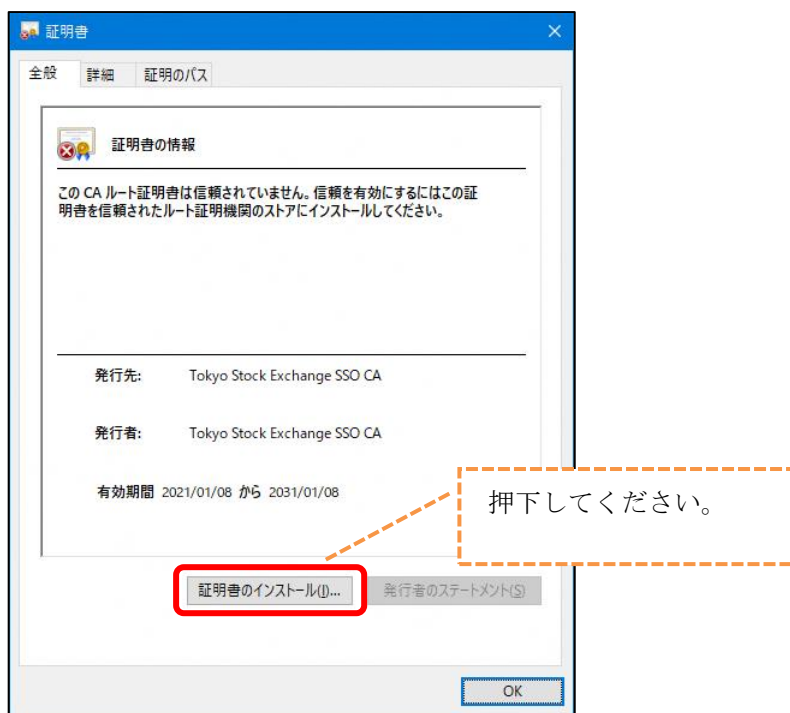 証明書
全般 詳細 証明のパス
証明書の情報
この CA ルート証明書は信頼されていません。信頼を有効にするにはこの証
明書を信頼されたルート証明機関のストアにインストールしてください。
発行先: Tokyo Stock Exchange SSO CA
発行者: Tokyo Stock Exchange SSO CA
有効期間 2021/01/08 から 2031/01/08
押下してください。
証明書のインストール(I)... 発行者のステートメント(S)
OK